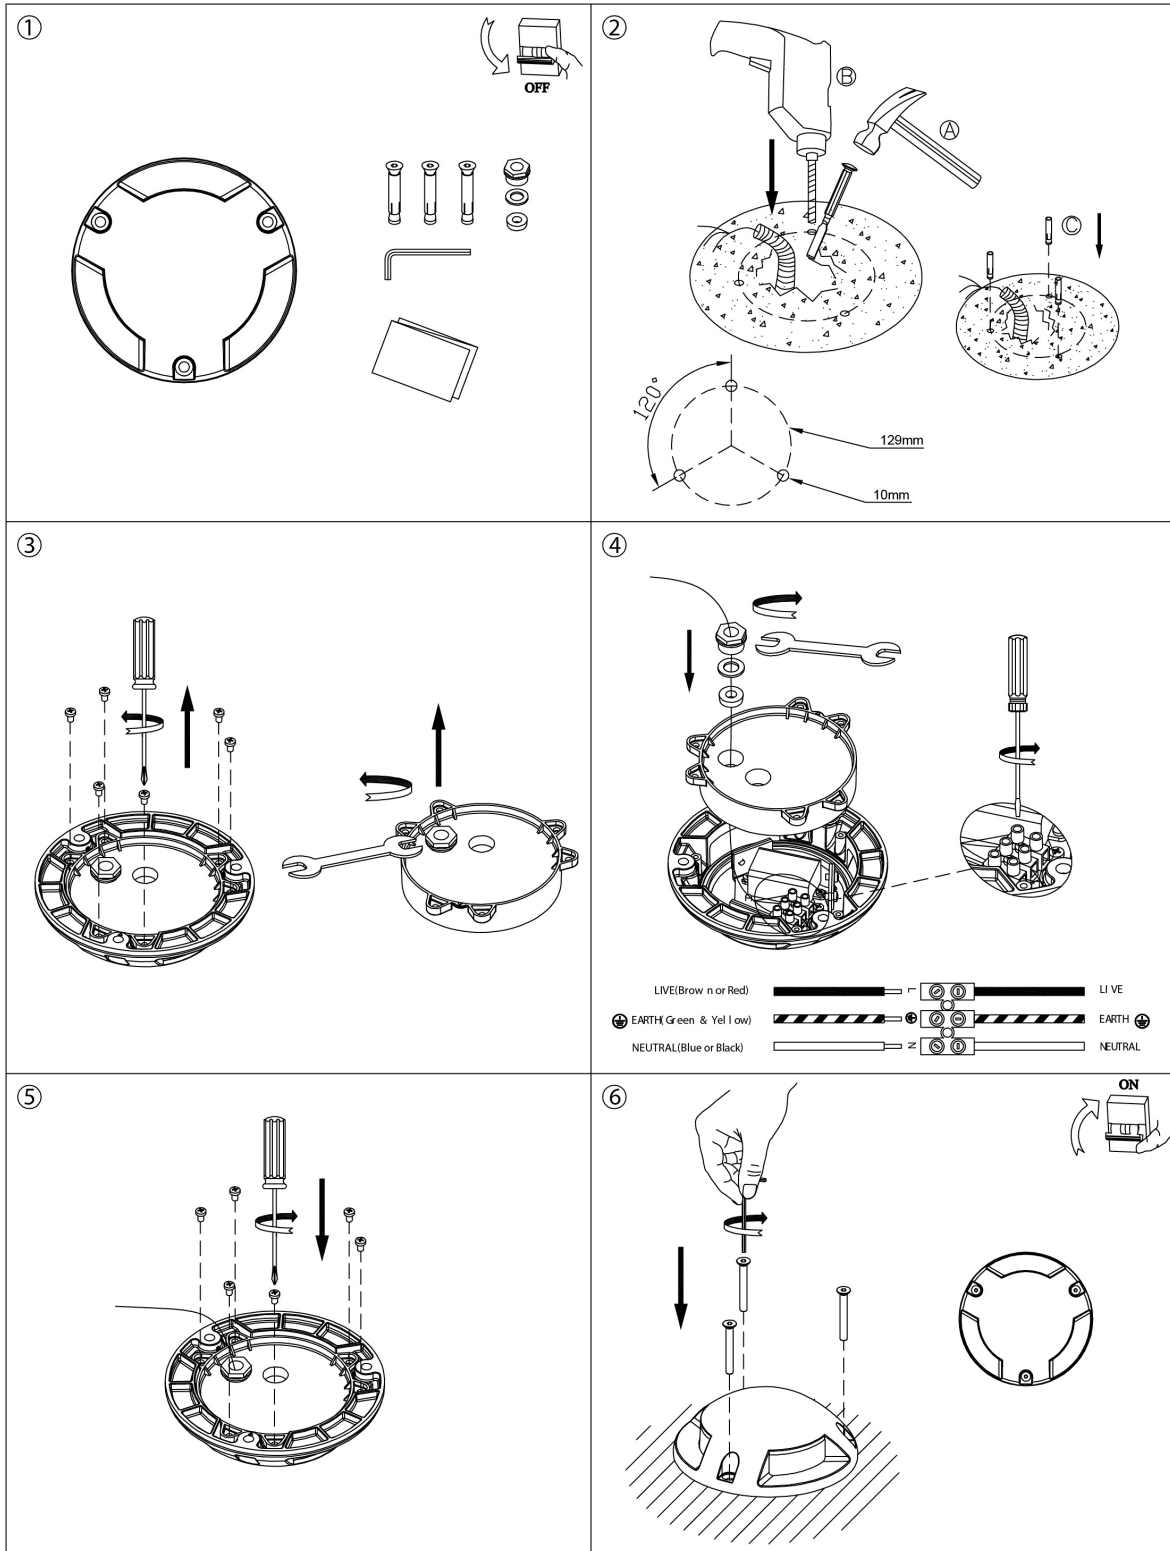 ①
OFF
②
B
A
C
120°
129mm
10mm
③
④
LIVE(Brow n or Red) L LI VE
EARTH( Green & Yel l ow) EARTH
NEUTRAL(Blue or Black) N NEUTRAL
⑤
⑥
ON